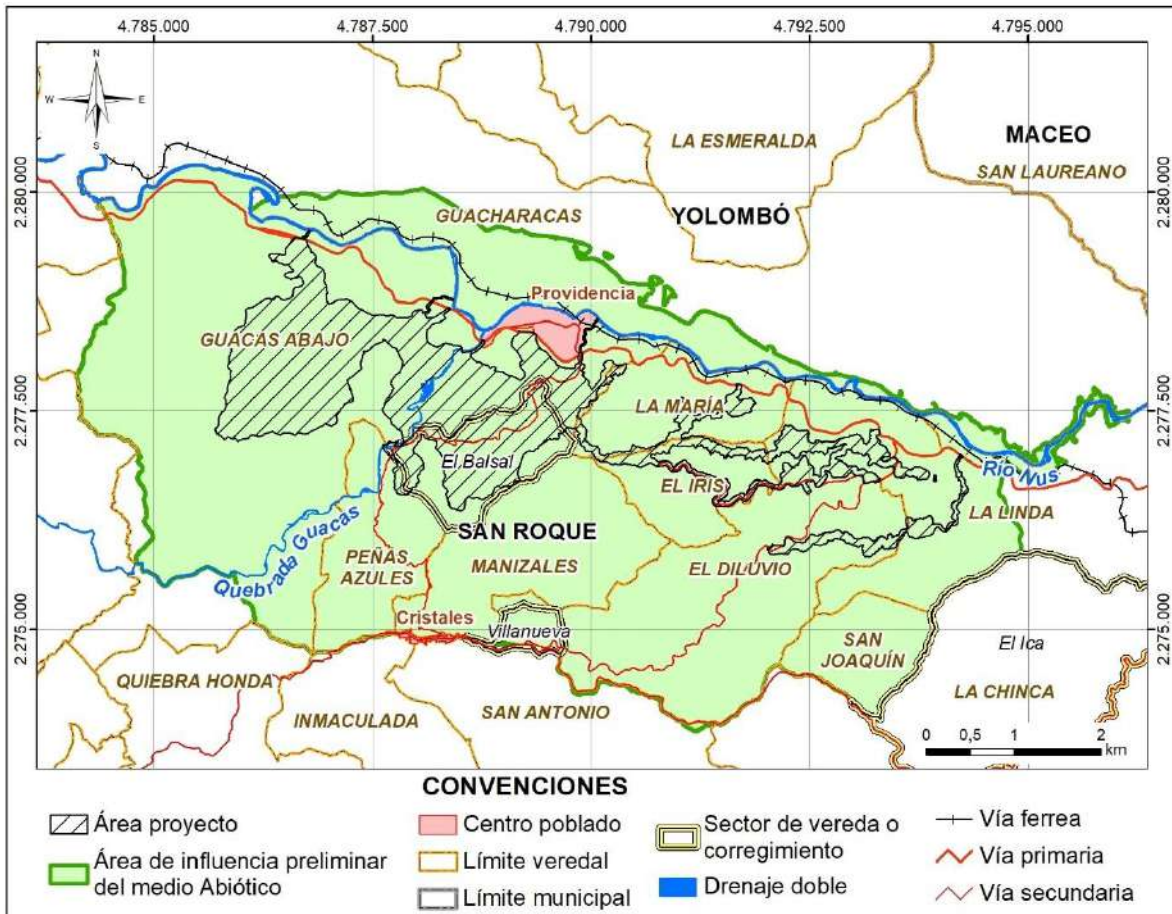 4.785.000
4.787.500
4.790.000
4.792.500
4.795.000
N
W
E
S
2.280.000
2.280.000
2.277.500
2.277.500
2.275.000
2.275.000
LA ESMERALDA
MACEO
SAN LAUREANO
YOLOMBÓ
GUACHARACAS
Providencia
GUACAS ABAJO
LA MARÍA
El Balsal
EL IRIS
Río Nus
SAN ROQUE
LA LINDA
Quebrada Guacas
PEÑAS
AZULES
MANIZALES
EL DILUVIO
Cristales
Villanueva
SAN
JOAQUÍN
El Ica
QUIEBRA HONDA
INMACULADA
SAN ANTONIO
LA CHINCA
0 0,5 1 2
km
CONVENCIONES
Área proyecto
Área de influencia preliminar
del medio Abiótico
Centro poblado
Límite veredal
Límite municipal
Sector de vereda o
corregimiento
Drenaje doble
Vía ferrea
Vía primaria
Vía secundaria